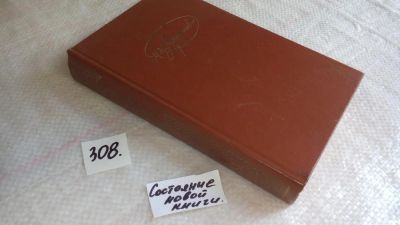 308.
Состояние
новой
книги.